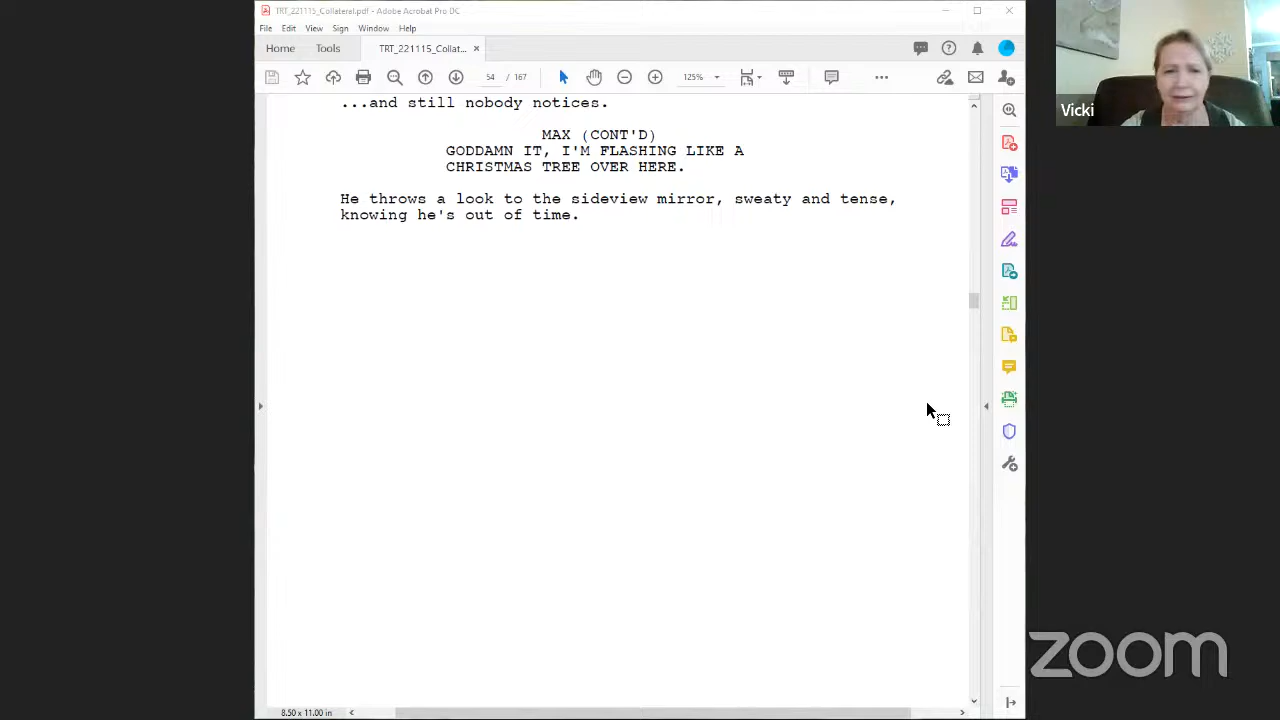 TRT_221115_Collateral.pdf - Adobe Acrobat Pro DC
File Edit View Sign Window Help
Home Tools TRT_221115_Collat... ×
54 / 167 125%
...and still nobody notices.
MAX (CONT'D)
GODDAMN IT, I'M FLASHING LIKE A
CHRISTMAS TREE OVER HERE.
He throws a look to the sideview mirror, sweaty and tense,
knowing he's out of time.
8.50 x 11.00 in
Vicki
zoom